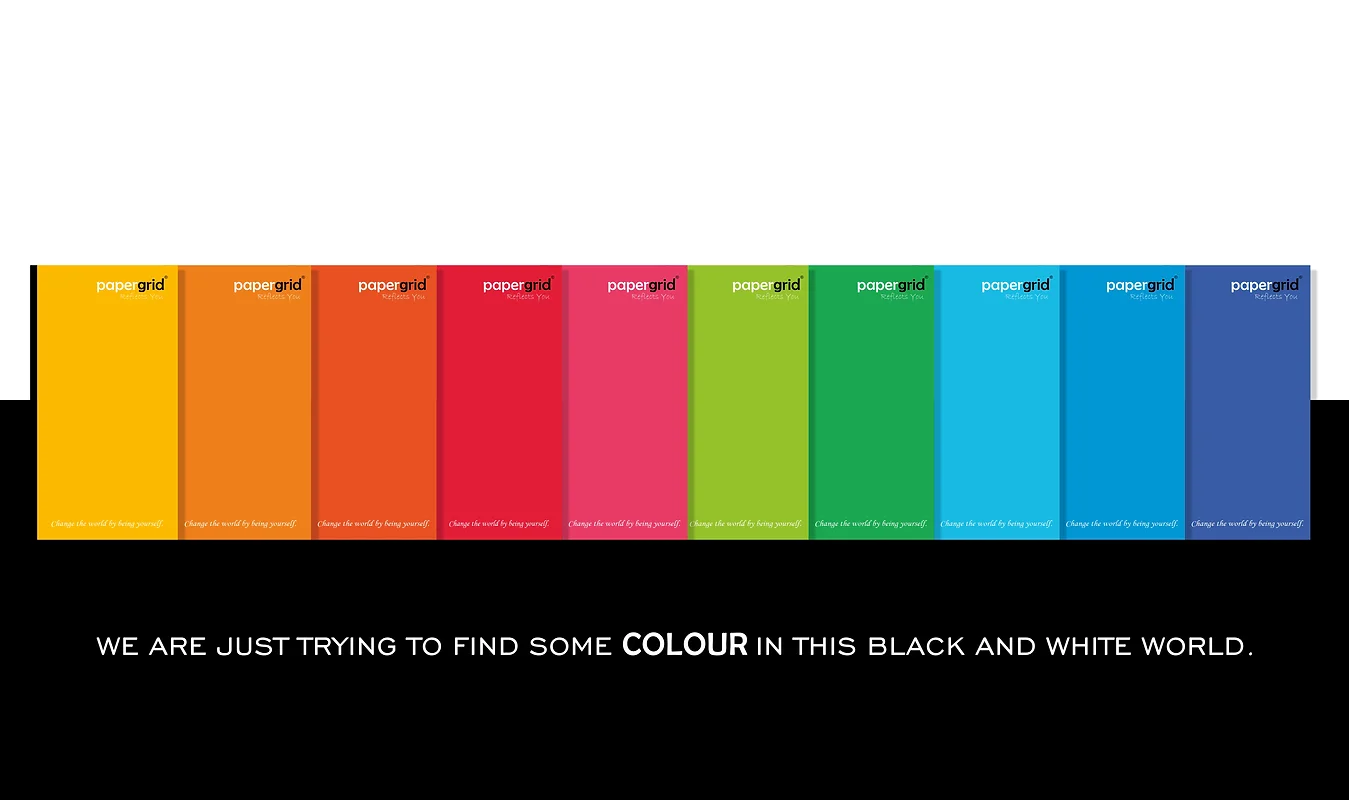 papergrid® papergrid® papergrid® papergrid® papergrid® papergrid® papergrid® papergrid® papergrid® papergrid®
Reflects You Reflects You Reflects You Reflects You Reflects You Reflects You Reflects You Reflects You Reflects You Reflects You
Change the world by being yourself. Change the world by being yourself. Change the world by being yourself. Change the world by being yourself. Change the world by being yourself. Change the world by being yourself. Change the world by being yourself. Change the world by being yourself. Change the world by being yourself. Change the world by being yourself.
WE ARE JUST TRYING TO FIND SOME COLOUR IN THIS BLACK AND WHITE WORLD.